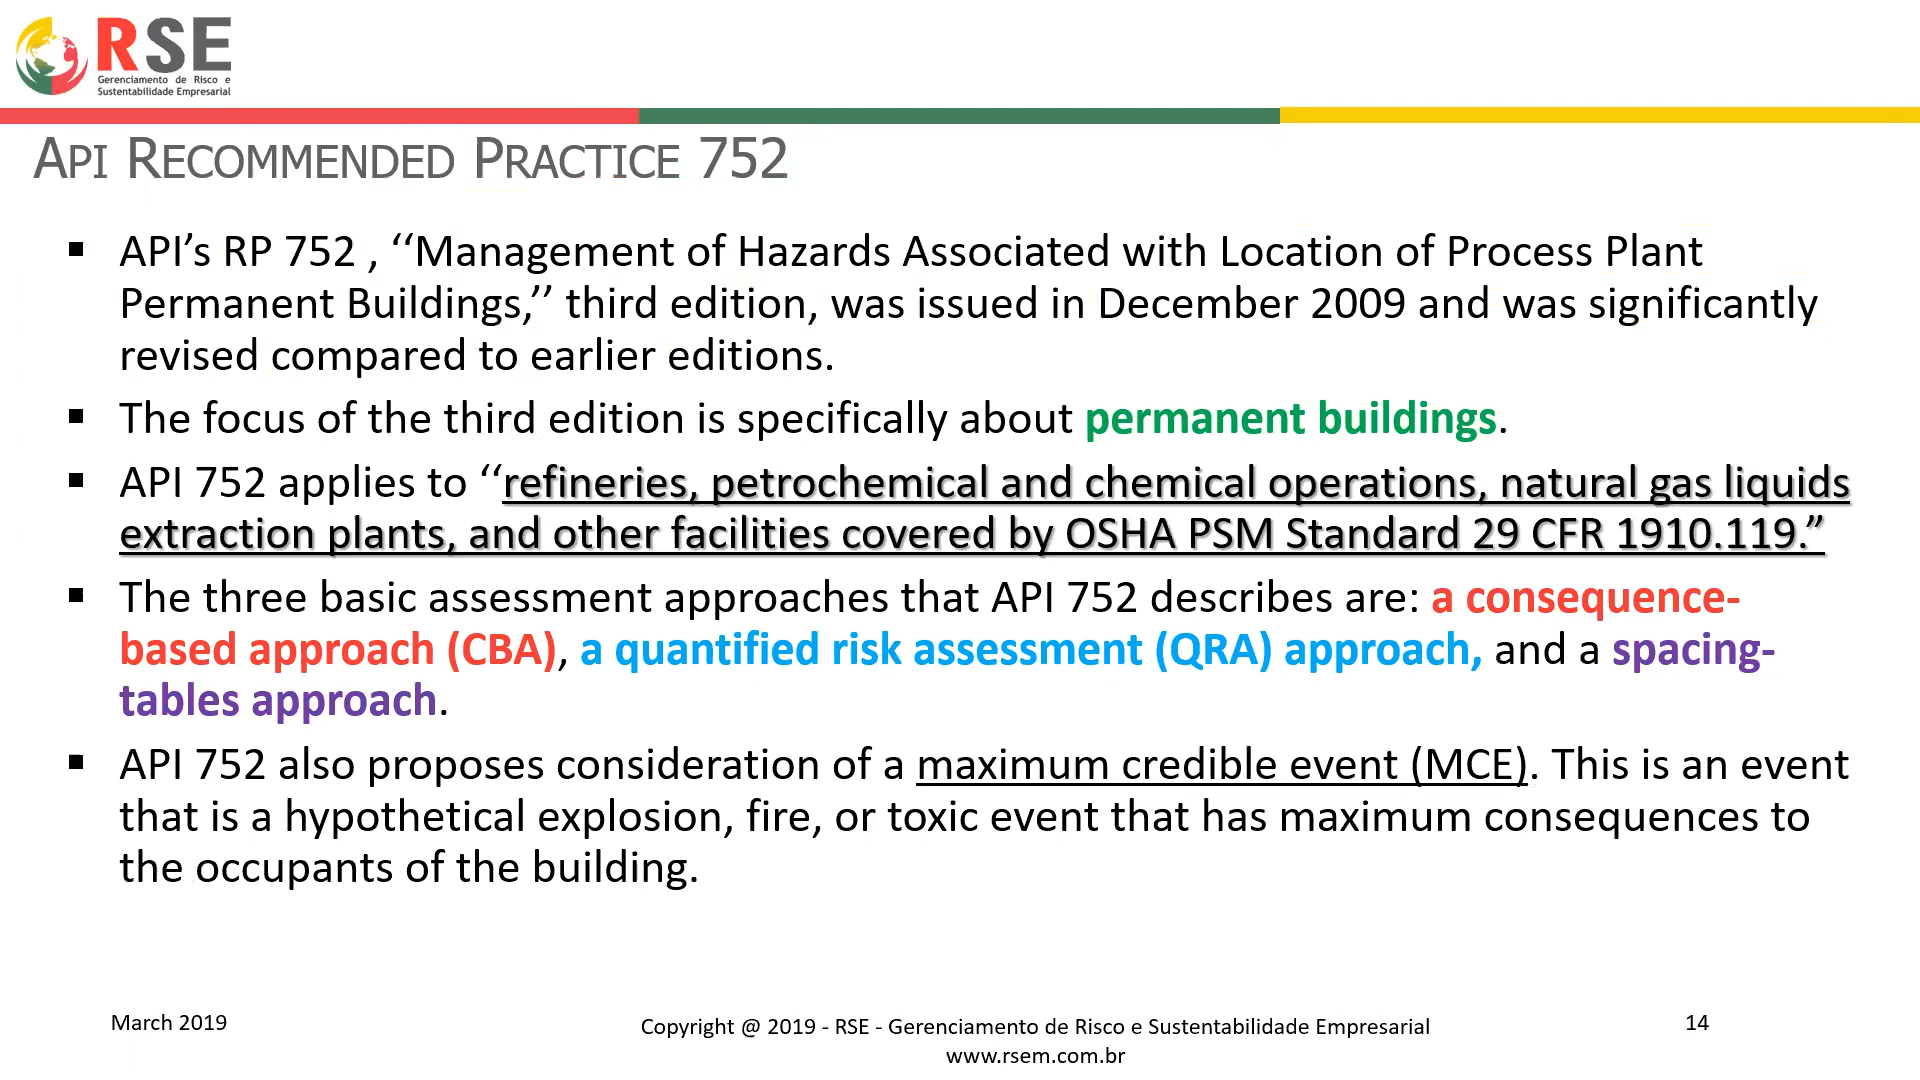 RSE
Gerenciamento de Risco e
Sustentabilidade Empresarial
API RECOMMENDED PRACTICE 752
▪ API’s RP 752 , ‘‘Management of Hazards Associated with Location of Process Plant
Permanent Buildings,’’ third edition, was issued in December 2009 and was significantly
revised compared to earlier editions.
▪ The focus of the third edition is specifically about permanent buildings.
▪ API 752 applies to ‘‘refineries, petrochemical and chemical operations, natural gas liquids
extraction plants, and other facilities covered by OSHA PSM Standard 29 CFR 1910.119.”
▪ The three basic assessment approaches that API 752 describes are: a consequence-
based approach (CBA), a quantified risk assessment (QRA) approach, and a spacing-
tables approach.
▪ API 752 also proposes consideration of a maximum credible event (MCE). This is an event
that is a hypothetical explosion, fire, or toxic event that has maximum consequences to
the occupants of the building.
March 2019
Copyright @ 2019 - RSE - Gerenciamento de Risco e Sustentabilidade Empresarial
www.rsem.com.br
14